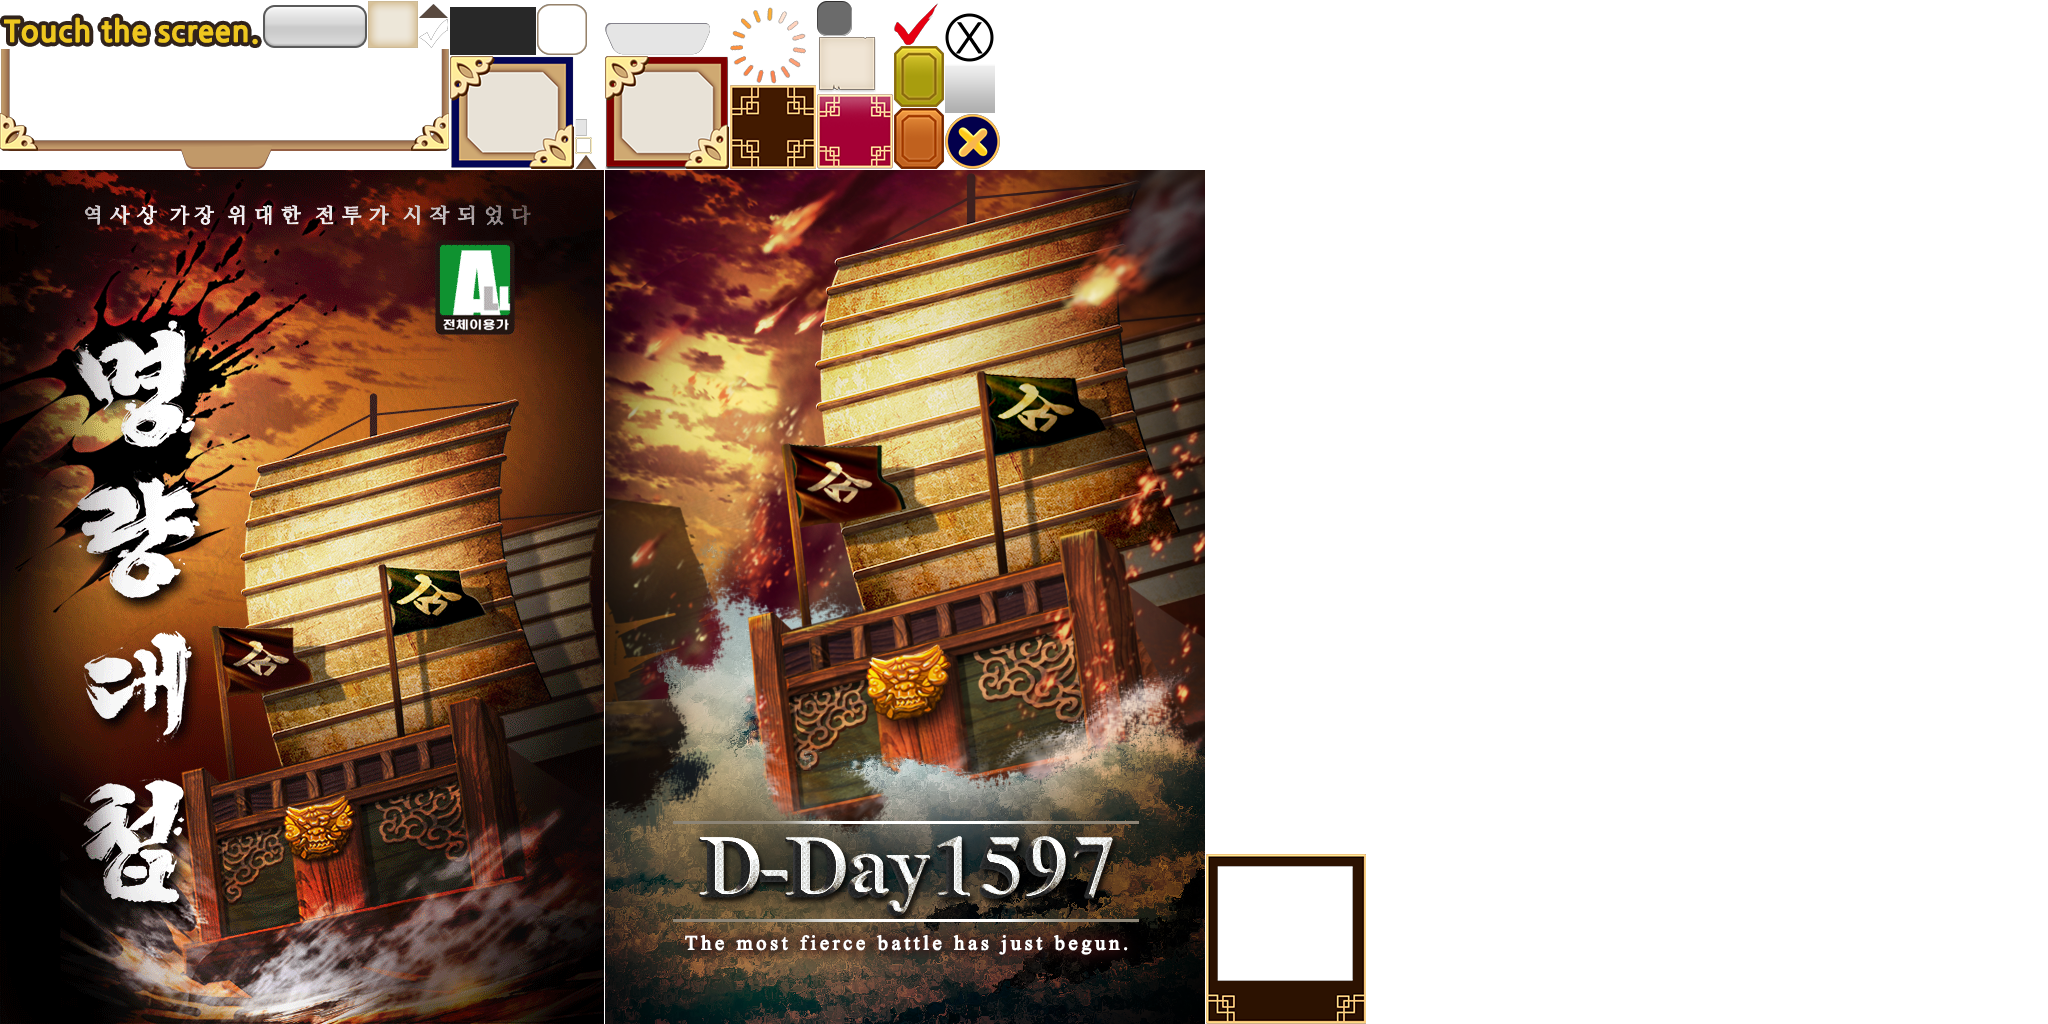 Touch the screen.
역사상 가장 위대한 전투가 시작되었다
ALL
전체이용가
명
량
대
첩
D-Day1597
The most fierce battle has just begun.